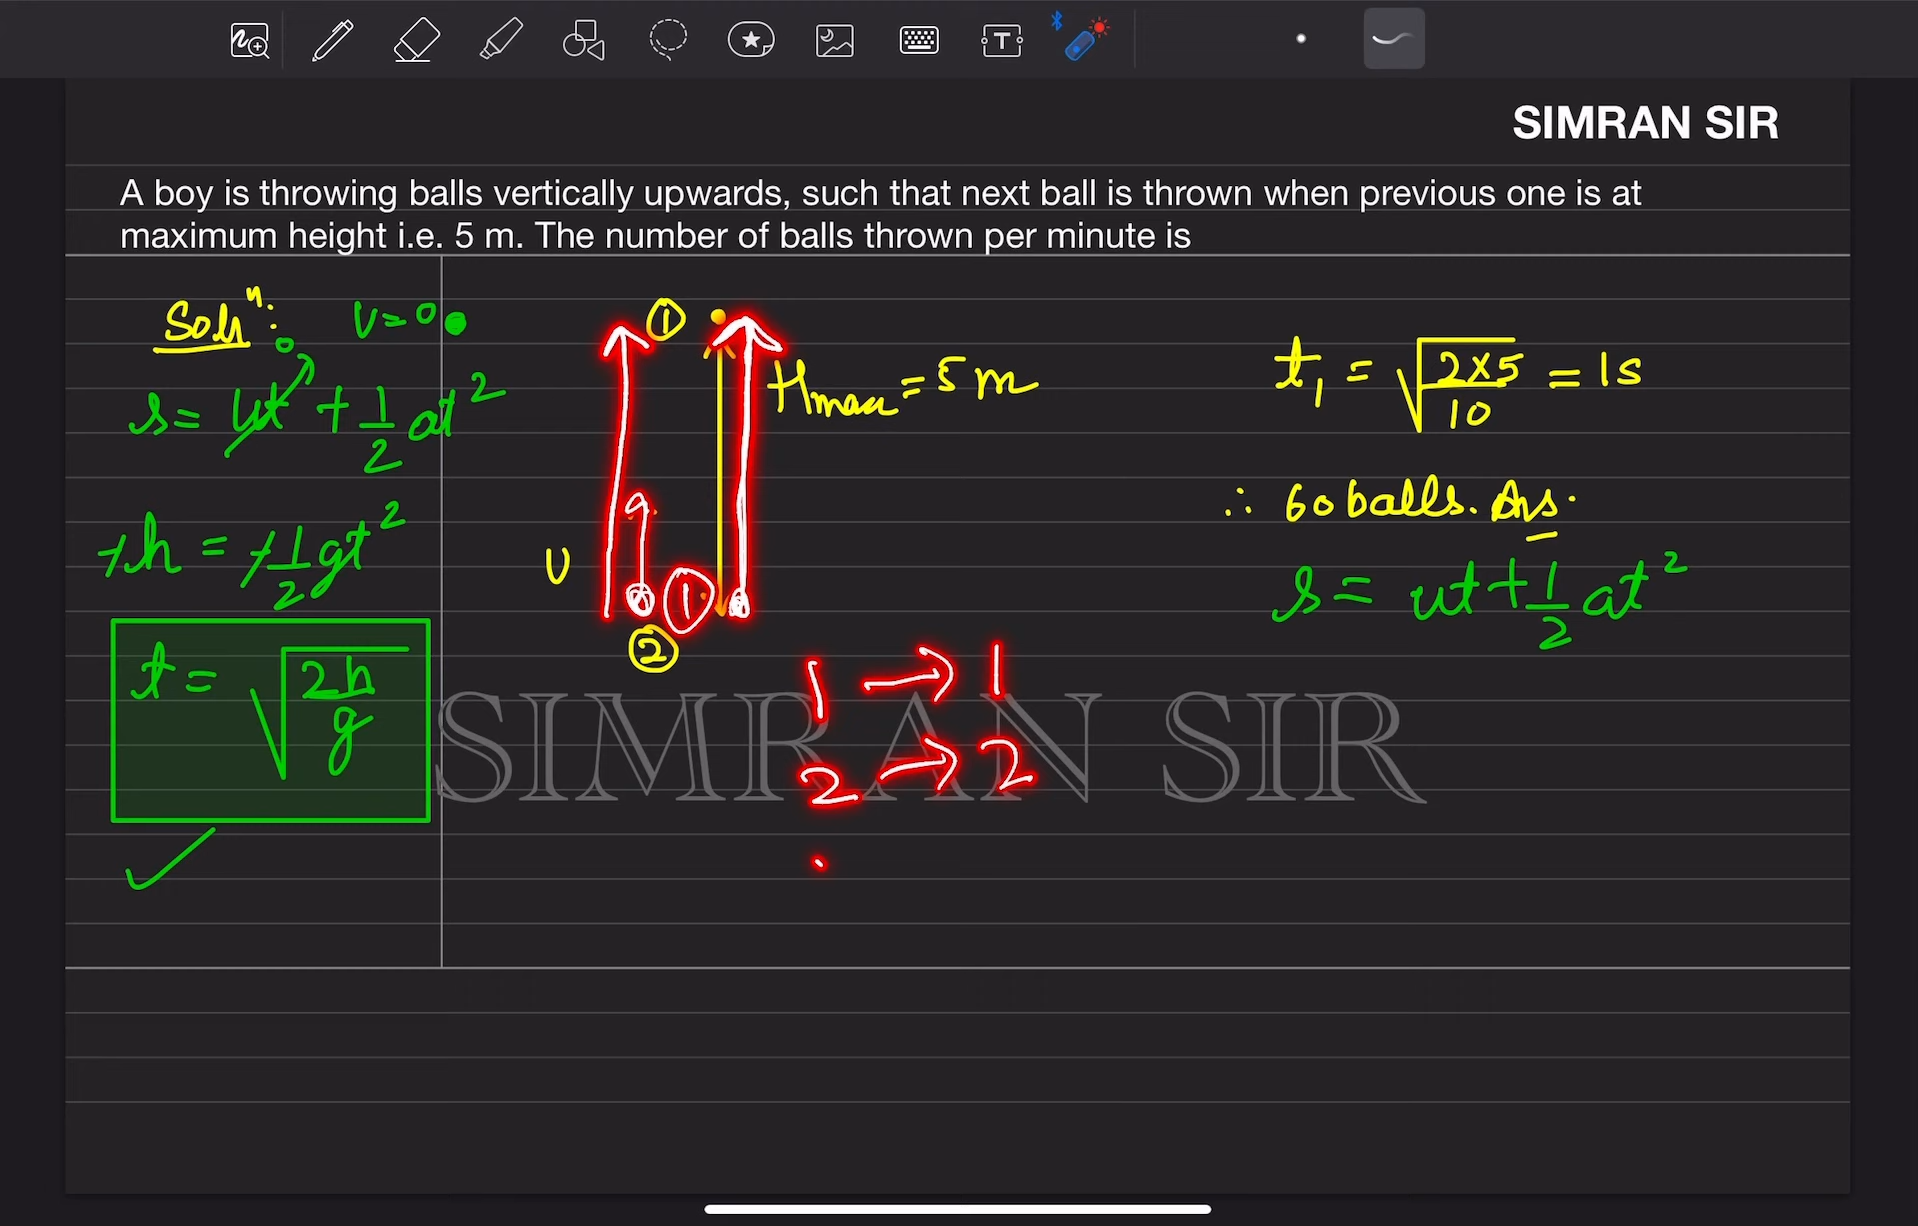 SIMRAN SIR
A boy is throwing balls vertically upwards, such that next ball is thrown when previous one is at
maximum height i.e. 5 m. The number of balls thrown per minute is
Solⁿ:
V=0
0
s = ut + 1/2 at²
+h = +1/2 gt²
t = √(2h/g)
①
Hmax = 5 m
U
①
②
1 → 1
2 → 2
t₁ = √(2×5/10) = 1s
∴ 60 balls. Ans.
s = ut + 1/2 at²
SIMRAN SIR
T